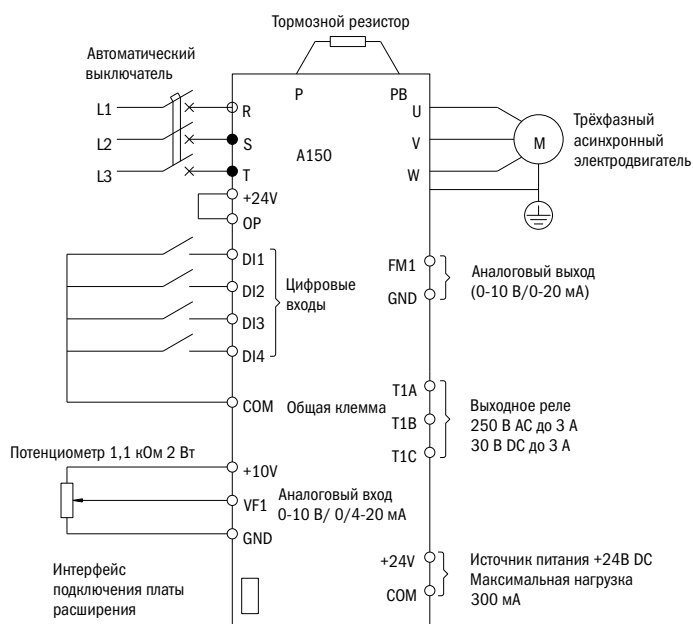 Тормозной резистор
Автоматический
выключатель
P
PB
L1
R
U
L2
S
V
L3
T
W
A150
M
Трёхфазный
асинхронный
электродвигатель
+24V
OP
DI1
DI2
DI3
DI4
Цифровые
входы
FM1
GND
Аналоговый выход
(0-10 В/0-20 мА)
COM
Общая клемма
T1A
T1B
T1C
Выходное реле
250 В AC до 3 А
30 В DC до 3 А
Потенциометр 1,1 кОм 2 Вт
+10V
VF1
GND
Аналоговый вход
0-10 В/ 0/4-20 мА
+24V
COM
Источник питания +24В DC
Максимальная нагрузка
300 мА
Интерфейс
подключения платы
расширения